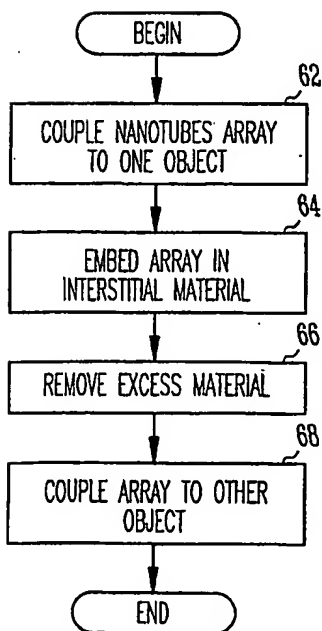 BEGIN
62
COUPLE NANOTUBES ARRAY
TO ONE OBJECT
64
EMBED ARRAY IN
INTERSTITIAL MATERIAL
66
REMOVE EXCESS MATERIAL
68
COUPLE ARRAY TO OTHER
OBJECT
END